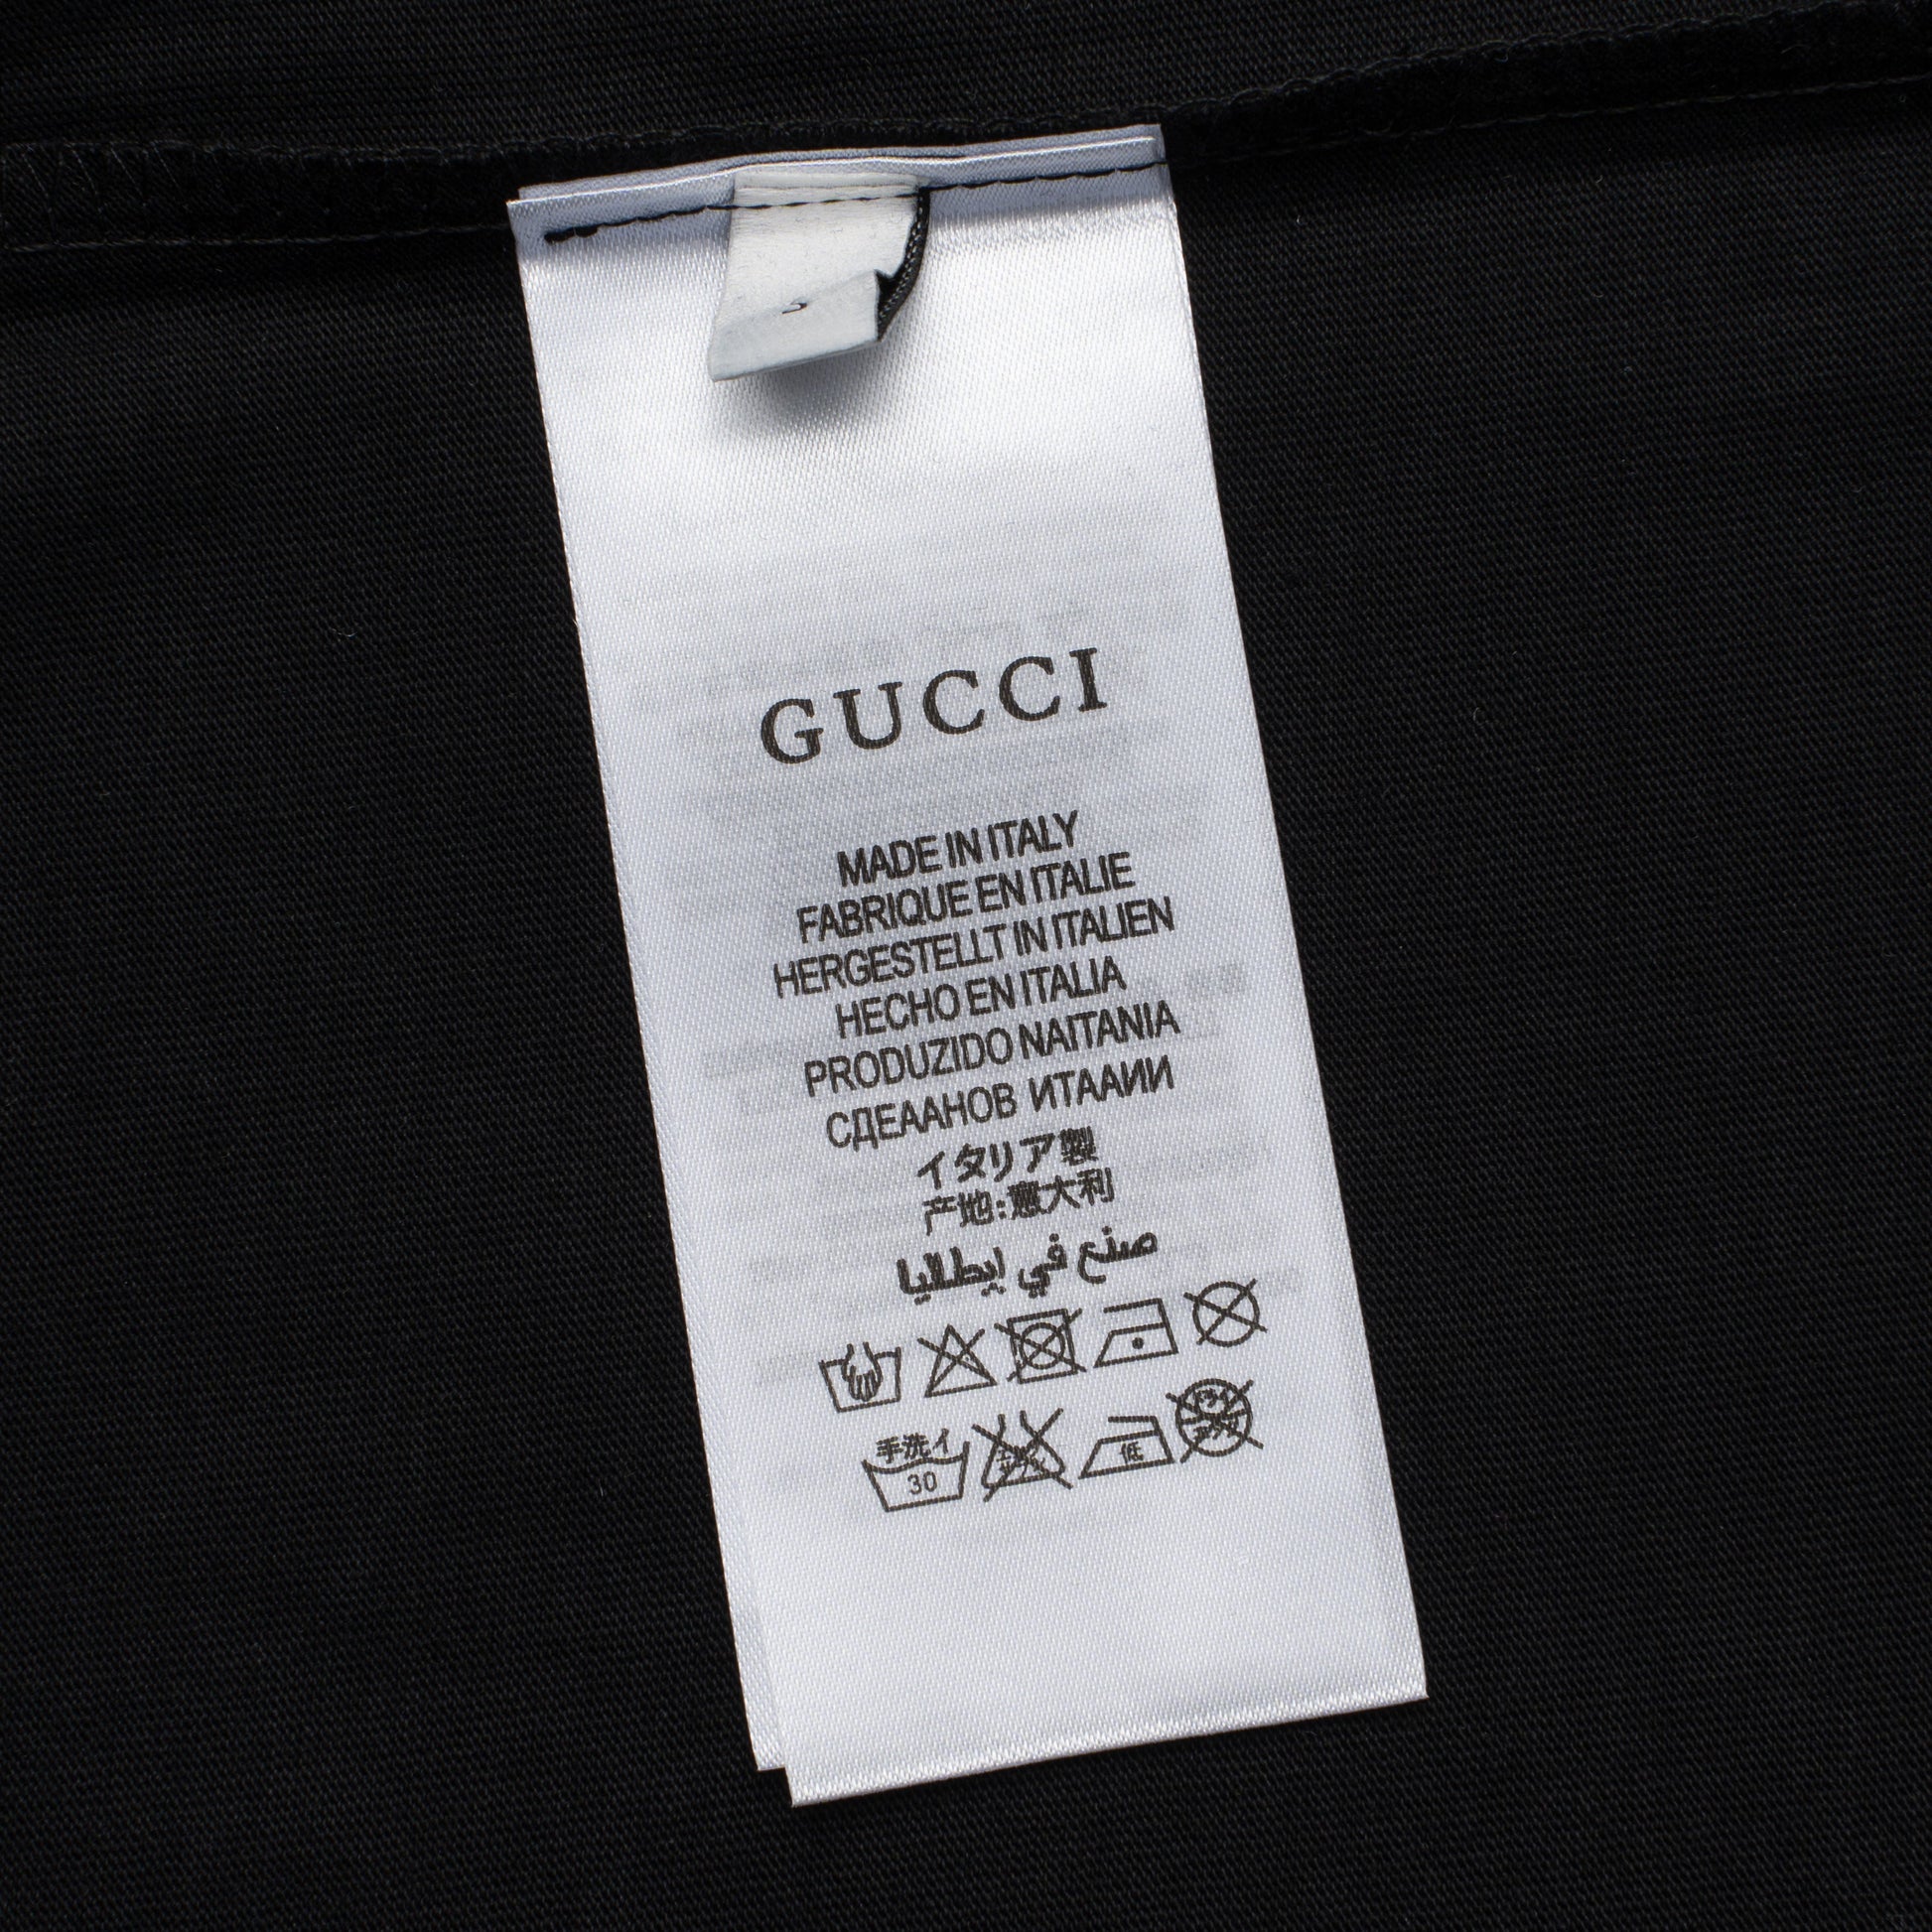 GUCCI
MADE IN ITALY
FABRIQUE EN ITALIE
HERGESTELLT IN ITALIEN
HECHO EN ITALIA
PRODUZIDO NAITANIA
СДЕААНОВ ИТААИИ
イタリア製
产地:意大利
صنع في إيطاليا
手洗イ
30
低